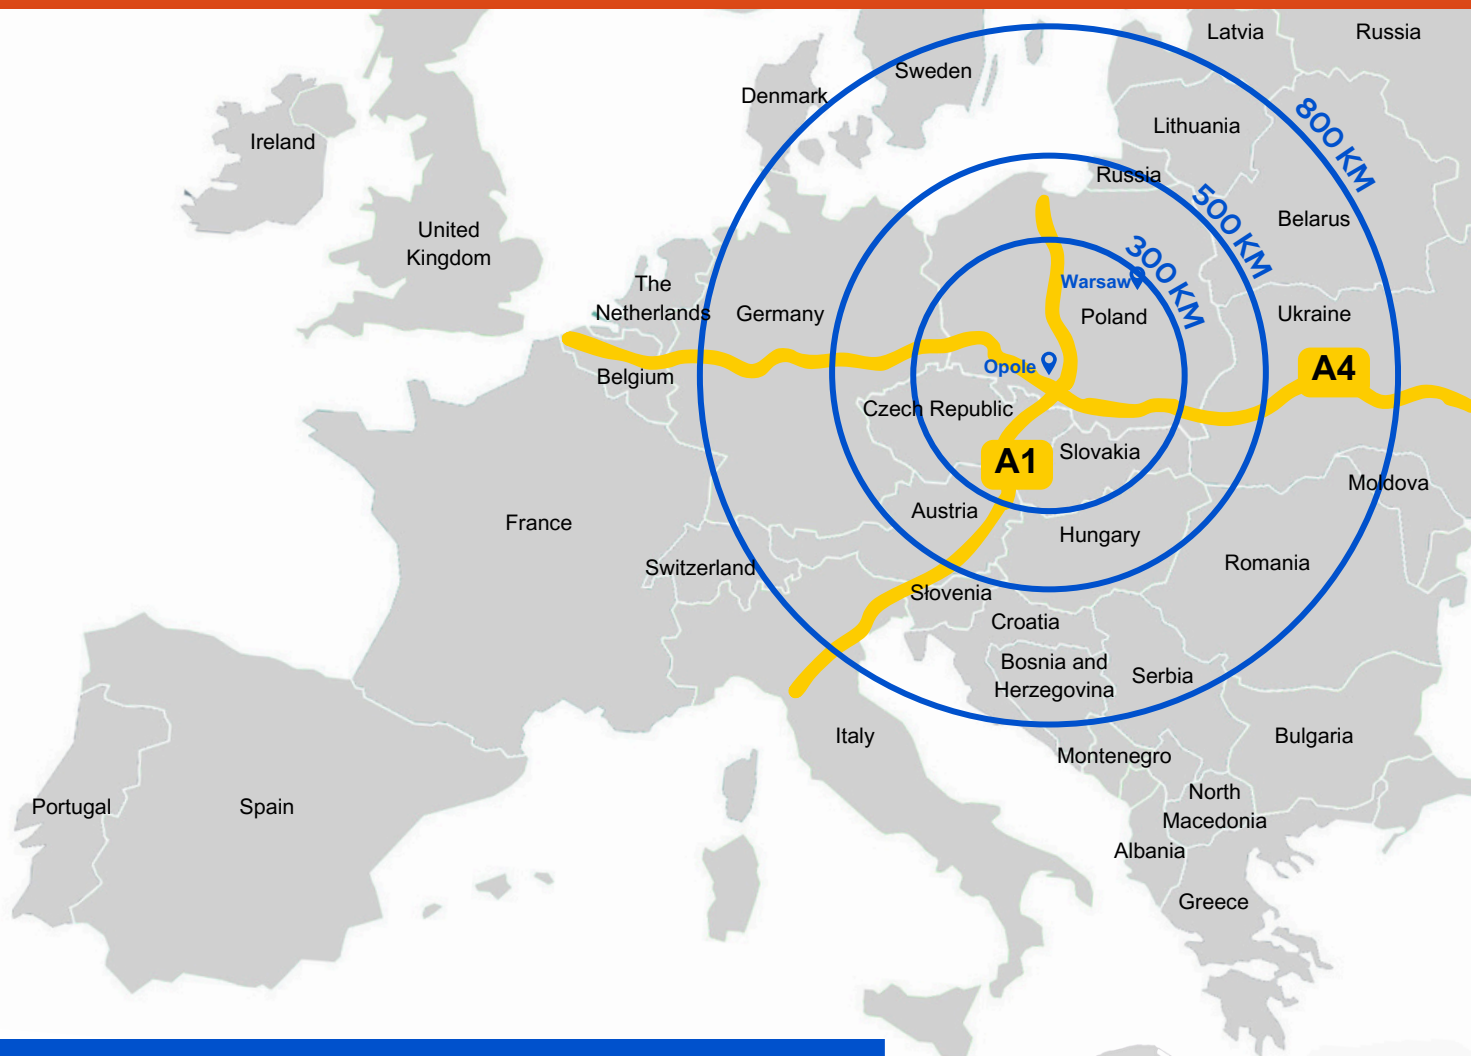 Latvia
Russia
Sweden
Denmark
800 KM
Lithuania
Ireland
Russia
500 KM
Belarus
United
Kingdom
300 KM
Warsaw
The
Netherlands
Germany
Poland
Ukraine
Opole
A4
Belgium
Czech Republic
Slovakia
A1
Moldova
Austria
France
Hungary
Switzerland
Romania
Słovenia
Croatia
Bosnia and
Herzegovina
Serbia
Italy
Bulgaria
Montenegro
North
Macedonia
Portugal
Spain
Albania
Greece